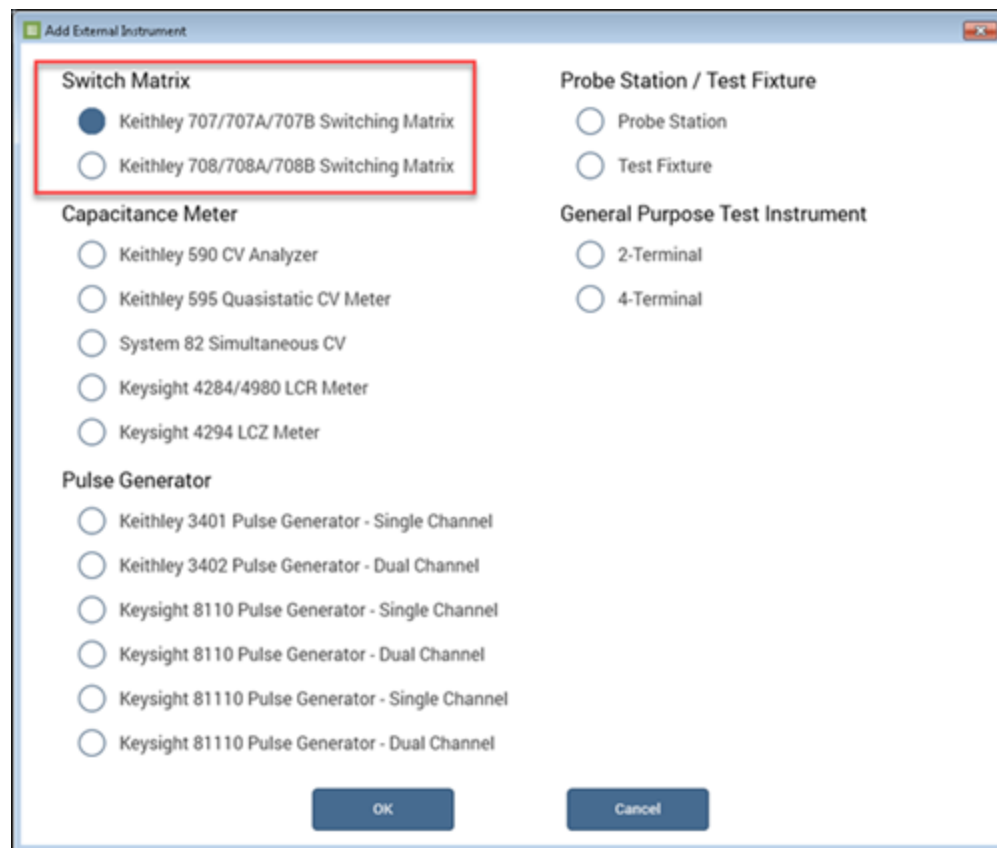 Add External Instrument
Switch Matrix
Keithley 707/707A/707B Switching Matrix
Keithley 708/708A/708B Switching Matrix
Capacitance Meter
Keithley 590 CV Analyzer
Keithley 595 Quasistatic CV Meter
System 82 Simultaneous CV
Keysight 4284/4980 LCR Meter
Keysight 4294 LCZ Meter
Pulse Generator
Keithley 3401 Pulse Generator - Single Channel
Keithley 3402 Pulse Generator - Dual Channel
Keysight 8110 Pulse Generator - Single Channel
Keysight 8110 Pulse Generator - Dual Channel
Keysight 81110 Pulse Generator - Single Channel
Keysight 81110 Pulse Generator - Dual Channel
Probe Station / Test Fixture
Probe Station
Test Fixture
General Purpose Test Instrument
2-Terminal
4-Terminal
OK
Cancel